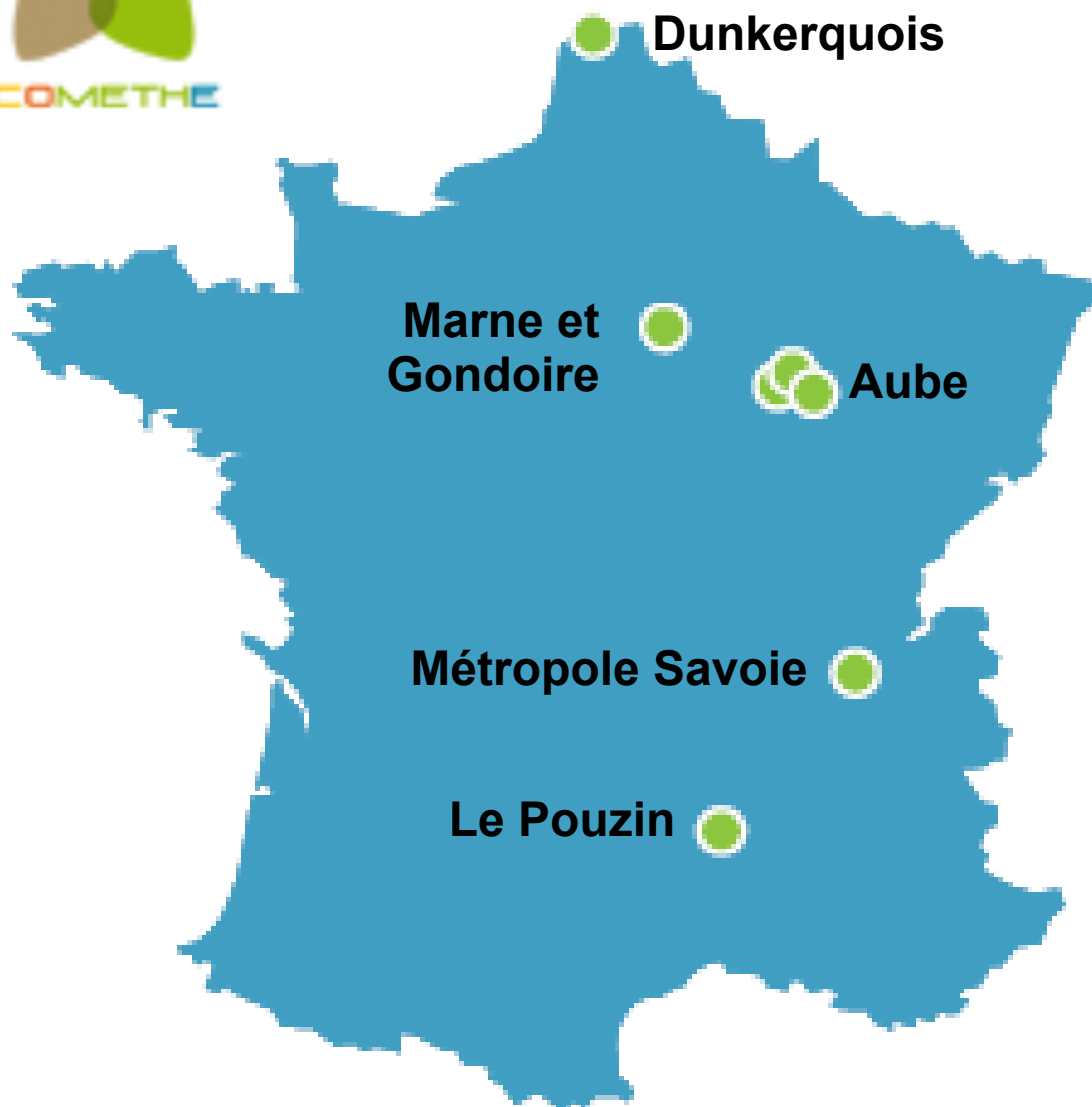 Dunkerquois
COMETHE
Marne et
Gondoire
Aube
Métropole Savoie
Le Pouzin